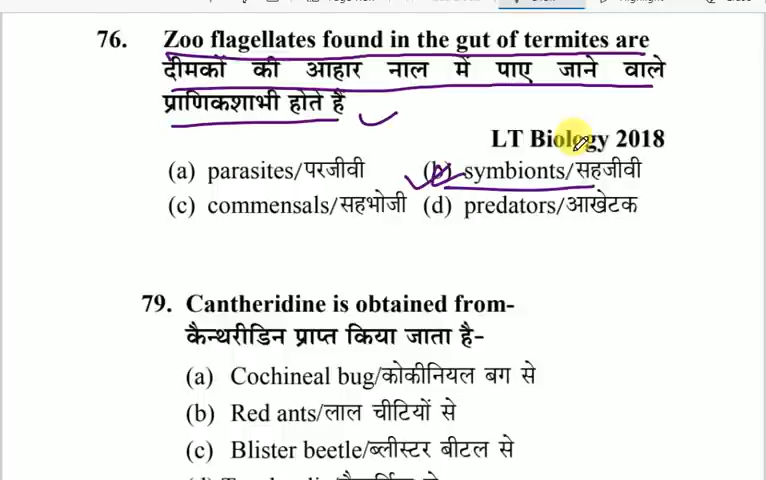 76. Zoo flagellates found in the gut of termites are
दीमकों की आहार नाल में पाए जाने वाले
प्राणिकशाभी होते हैं
LT Biology 2018
(a) parasites/परजीवी (b) symbionts/सहजीवी
(c) commensals/सहभोजी (d) predators/आखेटक
79. Cantheridine is obtained from-
कैन्थरीडिन प्राप्त किया जाता है-
(a) Cochineal bug/कोकीनियल बग से
(b) Red ants/लाल चीटियों से
(c) Blister beetle/ब्लीस्टर बीटल से